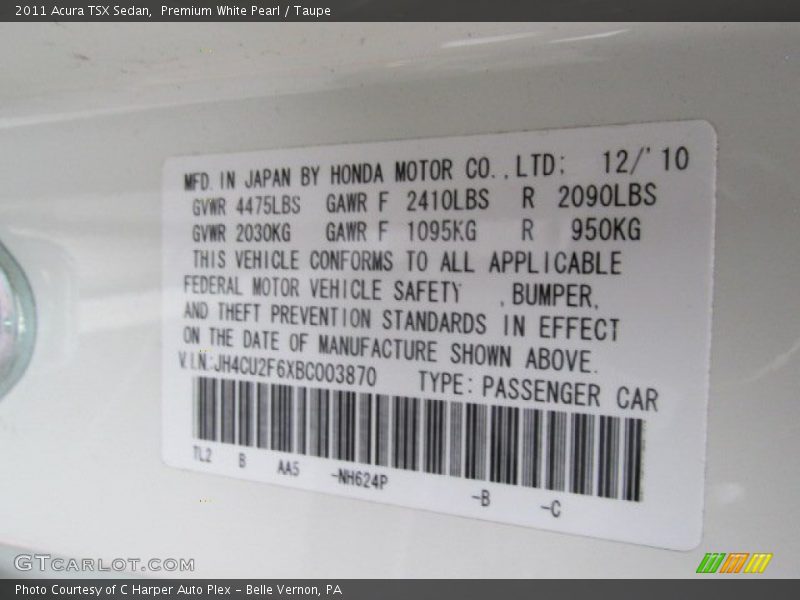 2011 Acura TSX Sedan, Premium White Pearl / Taupe
MFD. IN JAPAN BY HONDA MOTOR CO., LTD; 12/'10
GVWR 4475LBS GAWR F 2410LBS R 2090LBS
GVWR 2030KG GAWR F 1095KG R 950KG
THIS VEHICLE CONFORMS TO ALL APPLICABLE
FEDERAL MOTOR VEHICLE SAFETY , BUMPER,
AND THEFT PREVENTION STANDARDS IN EFFECT
ON THE DATE OF MANUFACTURE SHOWN ABOVE.
V.I.N.:JH4CU2F6XBC003870 TYPE: PASSENGER CAR
TL2 B AA5 -NH624P -B -C
GTCARLOT.COM
Photo Courtesy of C Harper Auto Plex - Belle Vernon, PA